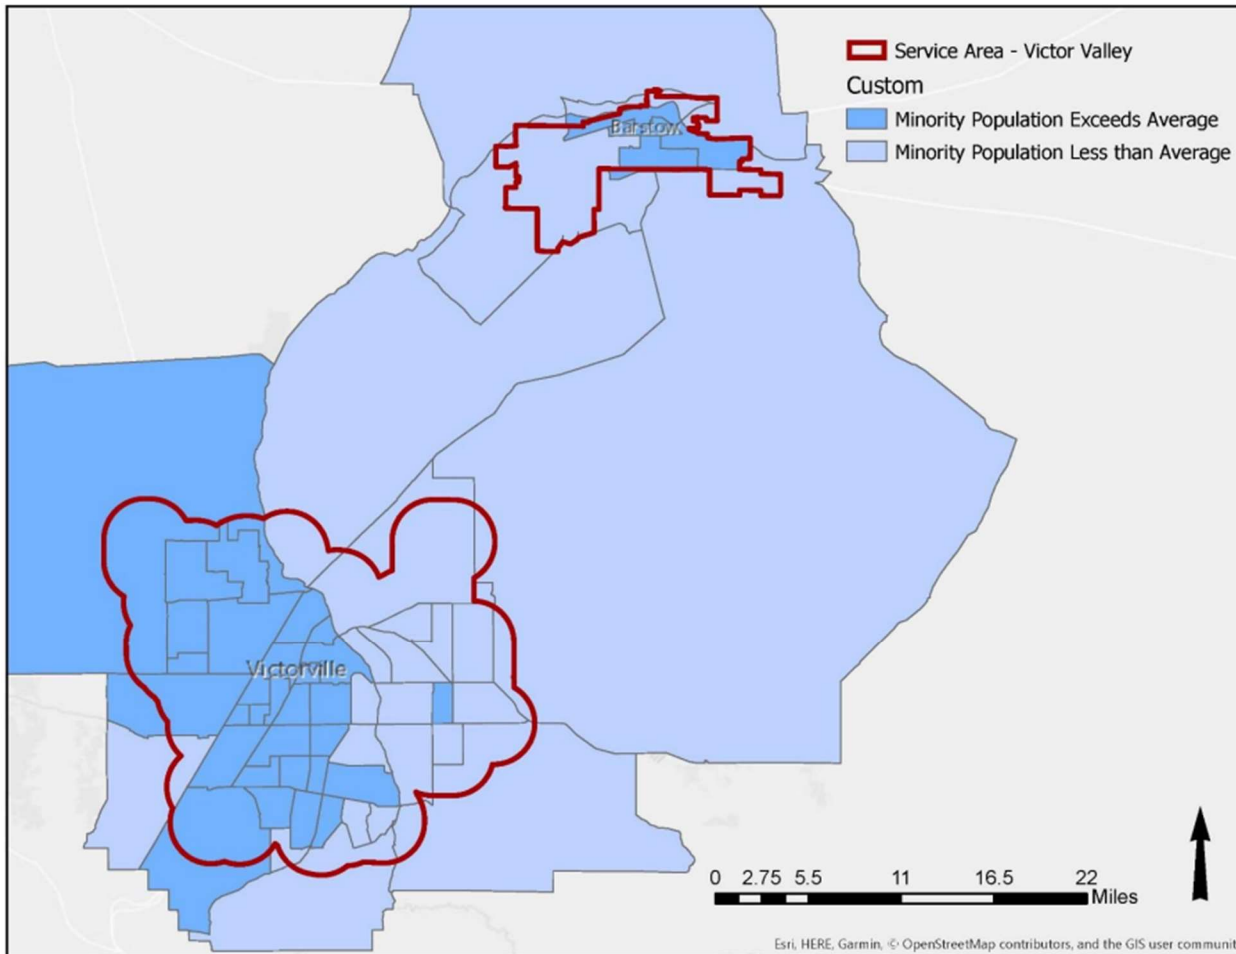 Service Area - Victor Valley
Custom
Minority Population Exceeds Average
Minority Population Less than Average
Barstow
Victorville
0 2.75 5.5 11 16.5 22
Miles
Esri, HERE, Garmin, © OpenStreetMap contributors, and the GIS user communit